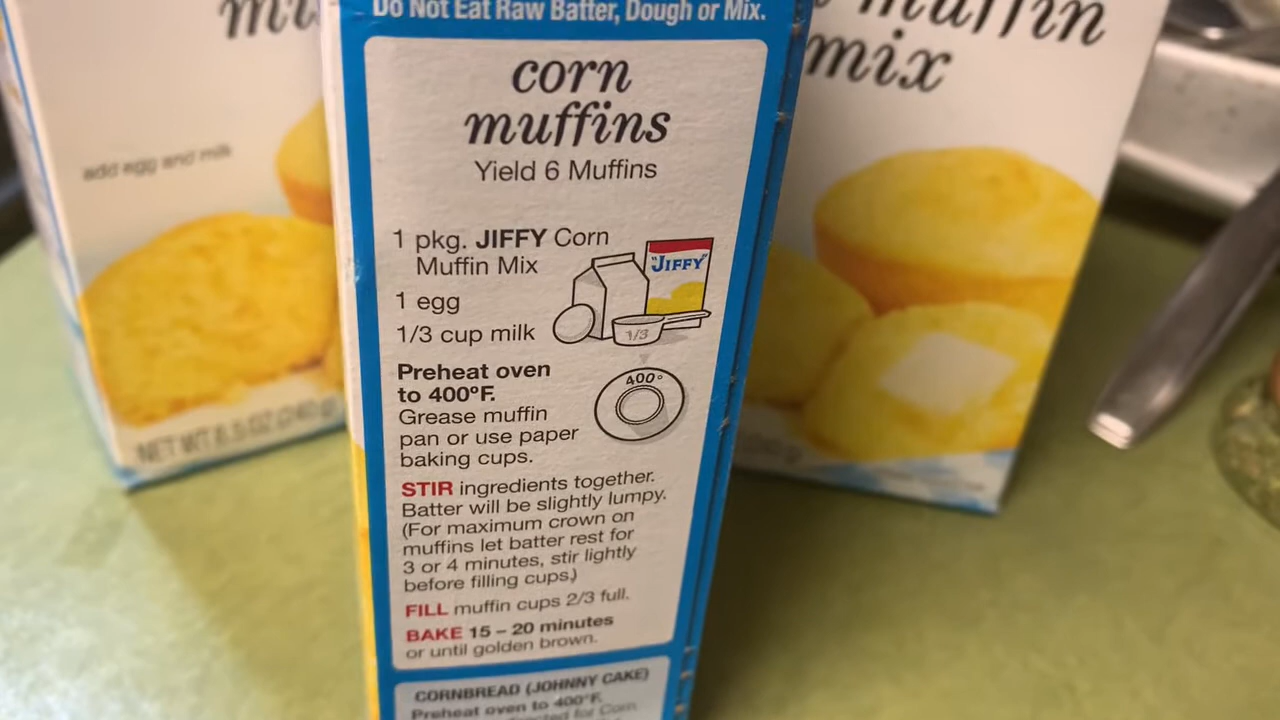 Do Not Eat Raw Batter, Dough or Mix.
corn
muffins
Yield 6 Muffins
1 pkg. JIFFY Corn
Muffin Mix
1 egg
1/3 cup milk
"JIFFY"
1/3
Preheat oven
to 400°F.
400°
Grease muffin
pan or use paper
baking cups.
STIR ingredients together.
Batter will be slightly lumpy.
(For maximum crown on
muffins let batter rest for
3 or 4 minutes, stir lightly
before filling cups.)
FILL muffin cups 2/3 full.
BAKE 15 – 20 minutes
or until golden brown.
CORNBREAD (JOHNNY CAKE)
Preheat oven to 400°F.
for Corn
add egg and milk
NET WT 8.5 OZ
muffin
mix